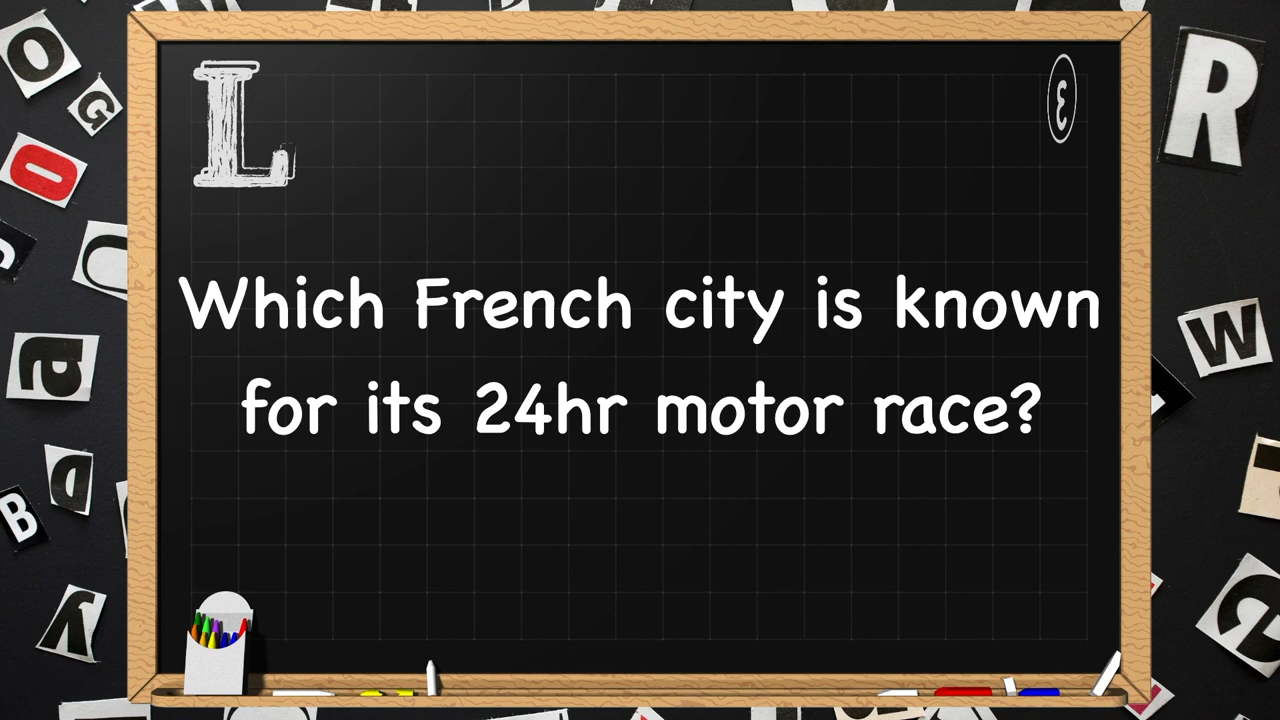 L
Which French city is known
for its 24hr motor race?
O
G
O
a
D
B
R
W